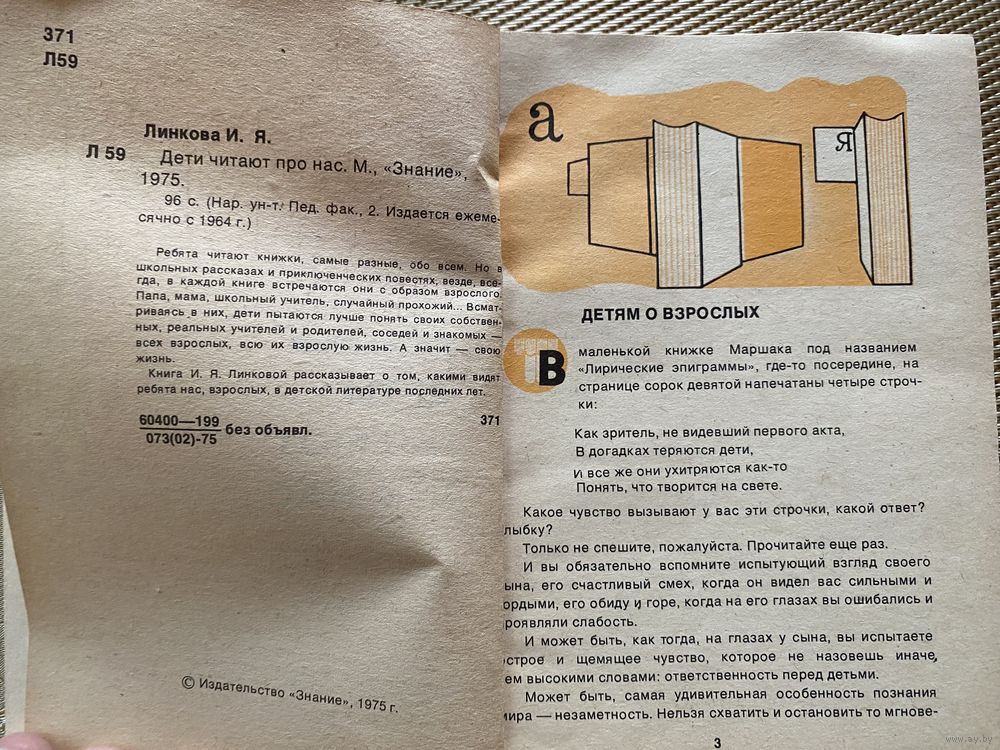 371
Л59
Линкова И. Я.
Л 59 Дети читают про нас. М., «Знание»,
1975.
96 с. (Нар. ун-т. Пед. фак., 2. Издается ежеме-
сячно с 1964 г.)
Ребята читают книжки, самые разные, обо всем. Но в
школьных рассказах и приключенческих повестях, везде, все-
гда, в каждой книге встречаются они с образом взрослого.
Папа, мама, школьный учитель, случайный прохожий... Всмат-
риваясь в них, дети пытаются лучше понять своих собствен-
ных, реальных учителей и родителей, соседей и знакомых —
всех взрослых, всю их взрослую жизнь. А значит — свою
жизнь.
Книга И. Я. Линковой рассказывает о том, какими видят
ребята нас, взрослых, в детской литературе последних лет.
60400—199
073(02)-75
без объявл.
371
© Издательство «Знание», 1975 г.
а
я
ДЕТЯМ О ВЗРОСЛЫХ
В маленькой книжке Маршака под названием
«Лирические эпиграммы», где-то посередине, на
странице сорок девятой напечатаны четыре строч-
ки:
Как зритель, не видевший первого акта,
В догадках теряются дети,
И все же они ухитряются как-то
Понять, что творится на свете.
Какое чувство вызывают у вас эти строчки, какой ответ?
лыбку?
Только не спешите, пожалуйста. Прочитайте еще раз.
И вы обязательно вспомните испытующий взгляд своего
ына, его счастливый смех, когда он видел вас сильными и
ордыми, его обиду и горе, когда на его глазах вы ошибались и
роявляли слабость.
И может быть, как тогда, на глазах у сына, вы испытаете
строе и щемящее чувство, которое не назовешь иначе,
ем высокими словами: ответственность перед детьми.
Может быть, самая удивительная особенность познания
мира — незаметность. Нельзя схватить и остановить то мгнове-
3
www.ay.by